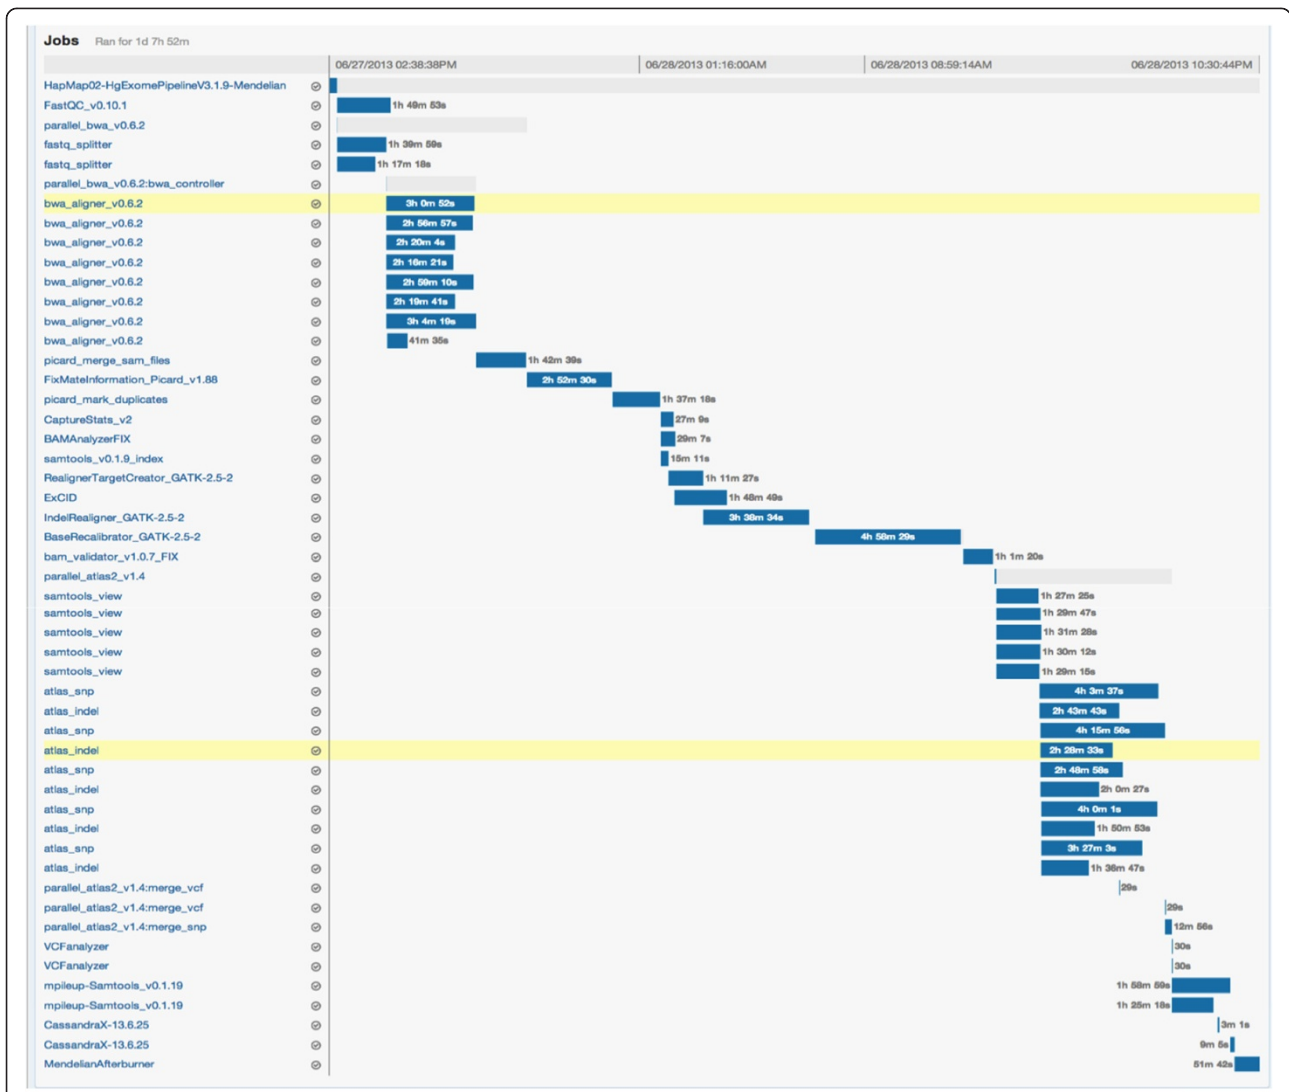 Jobs Ran for 1d 7h 52m
06/27/2013 02:38:38PM 06/28/2013 01:16:00AM 06/28/2013 08:59:14AM 06/28/2013 10:30:44PM
HapMap02-HgExomePipelineV3.1.9-Mendelian
FastQC_v0.10.1 1h 49m 53s
parallel_bwa_v0.6.2
fastq_splitter 1h 39m 59s
fastq_splitter 1h 17m 18s
parallel_bwa_v0.6.2:bwa_controller
bwa_aligner_v0.6.2 3h 0m 52s
bwa_aligner_v0.6.2 2h 56m 57s
bwa_aligner_v0.6.2 2h 20m 4s
bwa_aligner_v0.6.2 2h 16m 21s
bwa_aligner_v0.6.2 2h 59m 10s
bwa_aligner_v0.6.2 2h 19m 41s
bwa_aligner_v0.6.2 3h 4m 19s
bwa_aligner_v0.6.2 41m 35s
picard_merge_sam_files 1h 42m 39s
FixMateInformation_Picard_v1.88 2h 52m 30s
picard_mark_duplicates 1h 37m 18s
CaptureStats_v2 27m 9s
BAMAnalyzerFIX 29m 7s
samtools_v0.1.9_index 15m 11s
RealignerTargetCreator_GATK-2.5-2 1h 11m 27s
ExCID 1h 48m 49s
IndelRealigner_GATK-2.5-2 3h 38m 34s
BaseRecalibrator_GATK-2.5-2 4h 58m 29s
bam_validator_v1.0.7_FIX 1h 1m 20s
parallel_atlas2_v1.4
samtools_view 1h 27m 25s
samtools_view 1h 29m 47s
samtools_view 1h 31m 28s
samtools_view 1h 30m 12s
samtools_view 1h 29m 15s
atlas_snp 4h 3m 37s
atlas_indel 2h 43m 43s
atlas_snp 4h 15m 56s
atlas_indel 2h 28m 33s
atlas_snp 2h 48m 58s
atlas_indel 2h 0m 27s
atlas_snp 4h 0m 1s
atlas_indel 1h 50m 53s
atlas_snp 3h 27m 3s
atlas_indel 1h 36m 47s
parallel_atlas2_v1.4:merge_vcf 29s
parallel_atlas2_v1.4:merge_vcf 29s
parallel_atlas2_v1.4:merge_snp 12m 56s
VCFanalyzer 30s
VCFanalyzer 30s
mpileup-Samtools_v0.1.19 1h 58m 59s
mpileup-Samtools_v0.1.19 1h 25m 18s
CassandraX-13.6.25 3m 1s
CassandraX-13.6.25 9m 5s
MendelianAfterburner 51m 42s